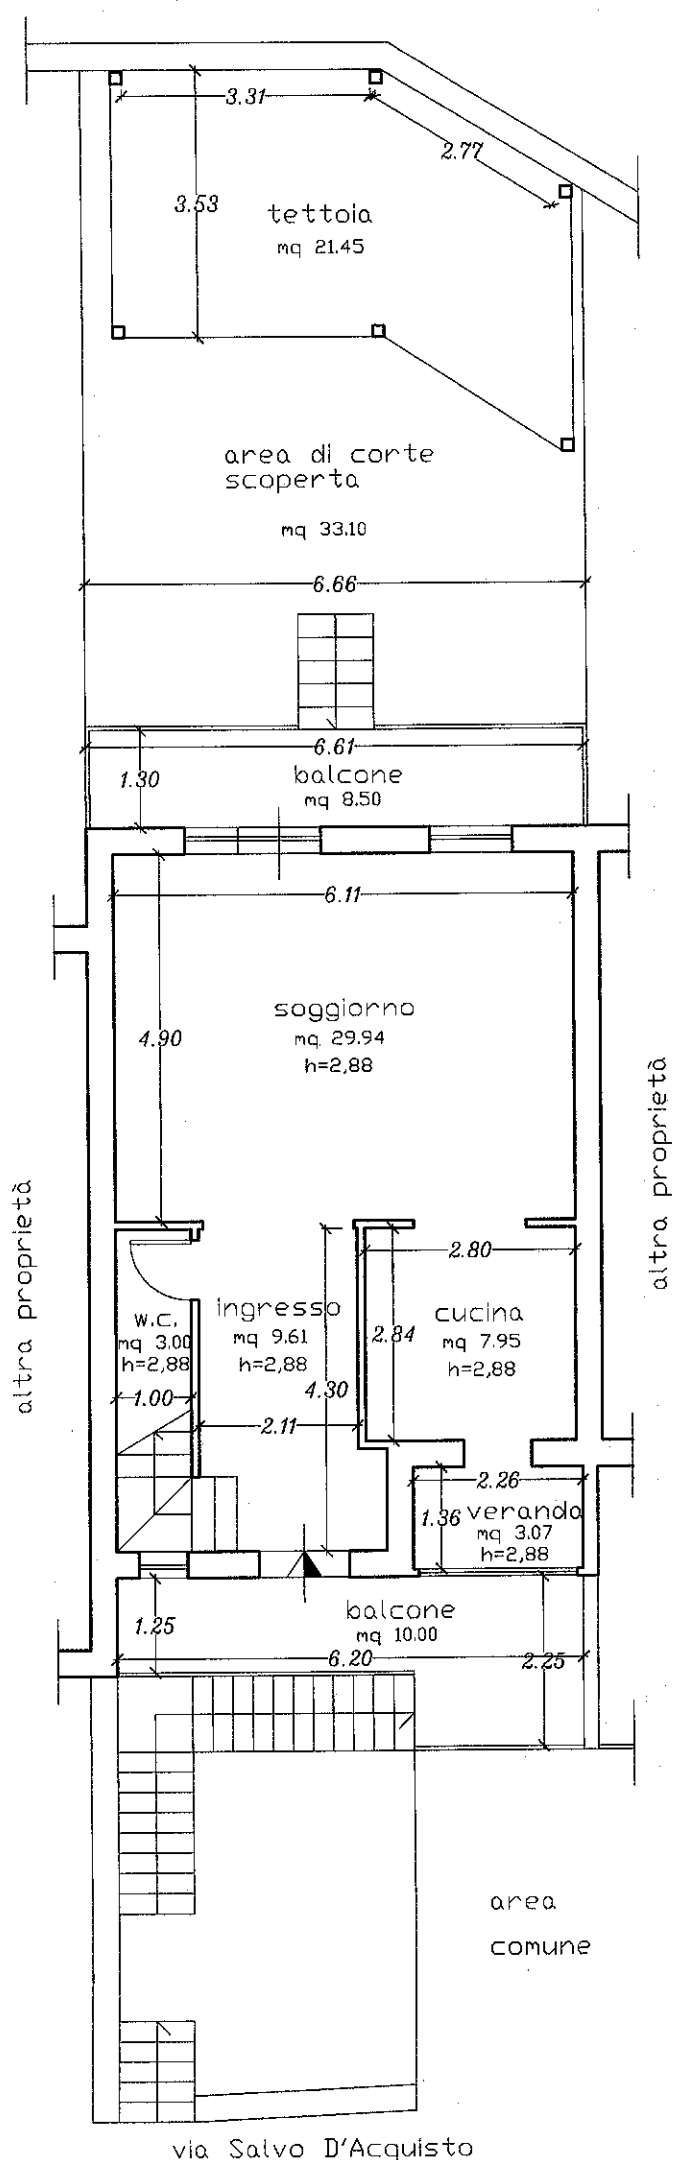 3.31
2.77
3.53
tettoia
mq 21.45
area di corte
scoperta
mq 33.10
6.66
6.61
1.30
balcone
mq 8.50
6.11
soggiorno
mq. 29.94
h=2,88
4.90
altra proprietà
altra proprietà
2.80
w.c.
mq 3.00
h=2,88
1.00
ingresso
mq 9.61
h=2,88
4.30
2.11
cucina
mq 7.95
h=2,88
2.84
2.26
1.36
veranda
mq 3.07
h=2,88
balcone
mq 10.00
1.25
6.20
2.25
area
comune
via Salvo D'Acquisto